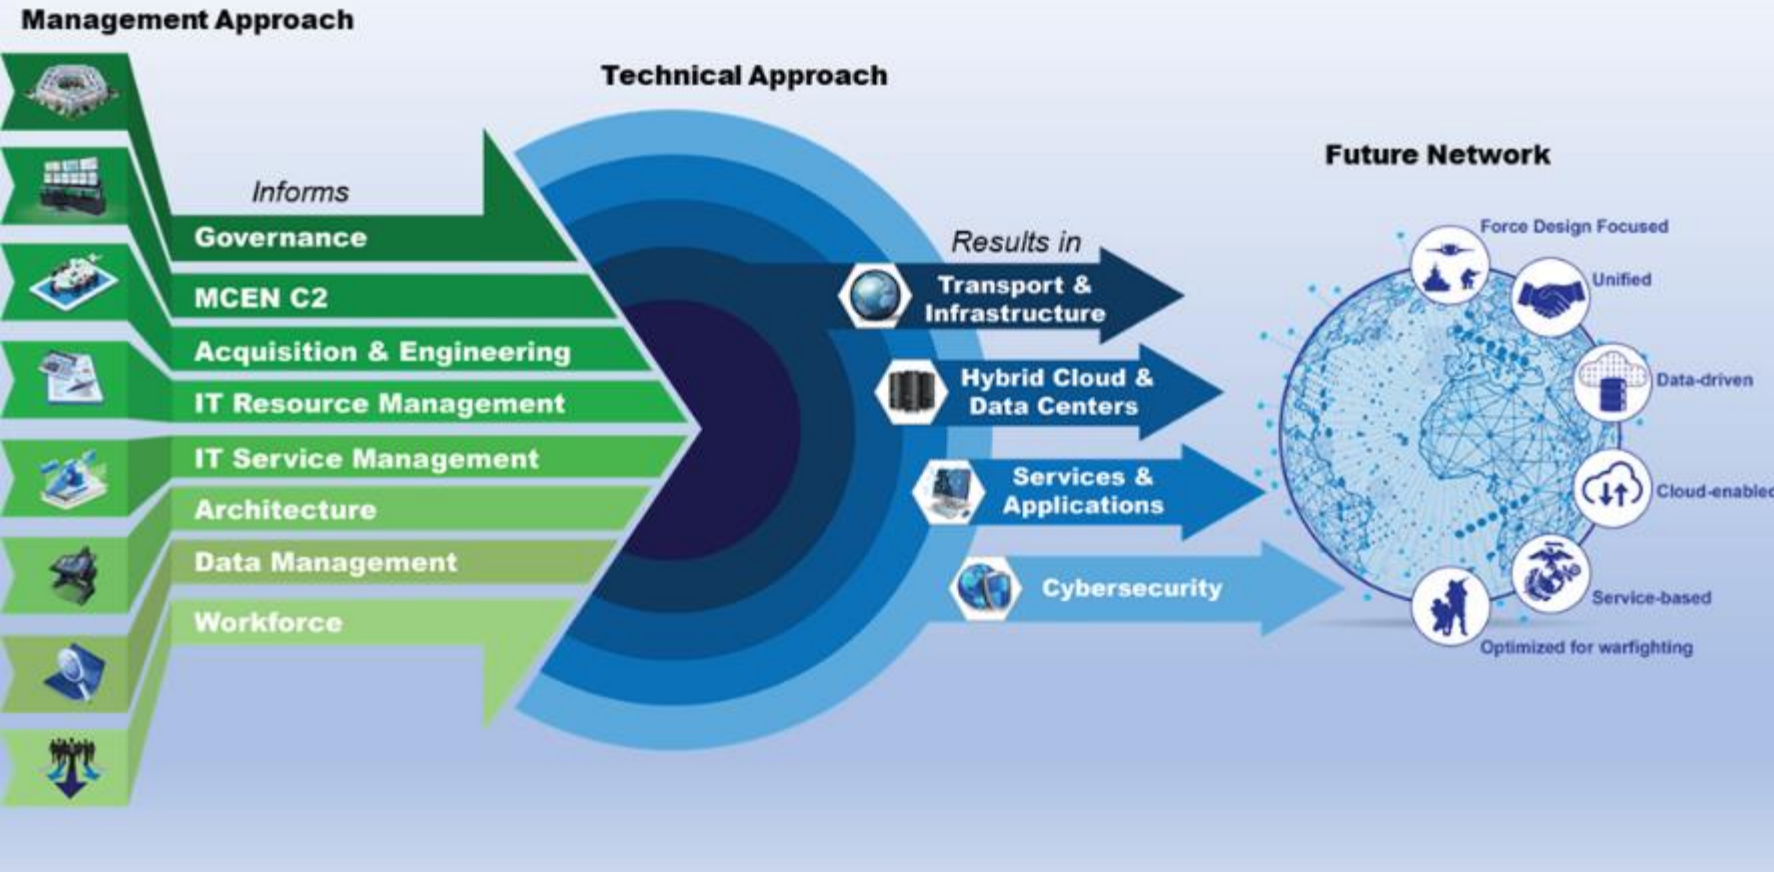 Management Approach
Technical Approach
Future Network
Informs
Governance
MCEN C2
Acquisition & Engineering
IT Resource Management
IT Service Management
Architecture
Data Management
Workforce
Results in
Transport &
Infrastructure
Hybrid Cloud &
Data Centers
Services &
Applications
Cybersecurity
Force Design Focused
Unified
Data-driven
Cloud-enabled
Service-based
Optimized for warfighting